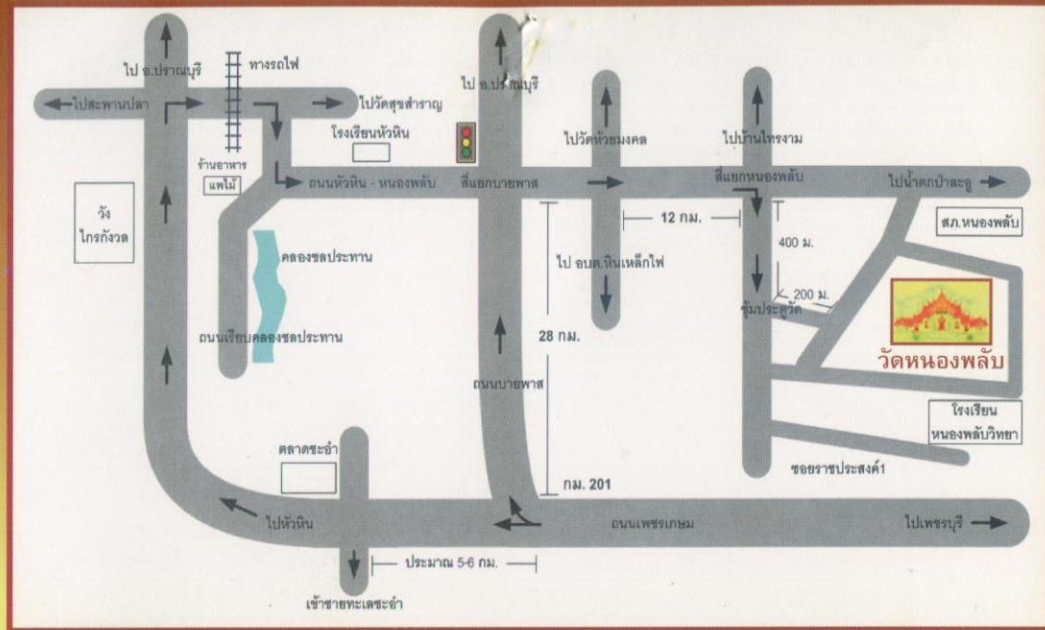 ไป อ.ปราณบุรี
ทางรถไฟ
ไป อ.ปราณบุรี
ไปสะพานปลา
ไปวัดสุขสำราญ
โรงเรียนหัวหิน
ไปวัดห้วยมงคล
ไปบ้านไทรงาม
ร้านอาหาร
แพไม้
ถนนหัวหิน - หนองพลับ
สี่แยกบายพาส
สี่แยกหนองพลับ
ไปน้ำตกป่าละอู
วัง
ไกรกังวล
12 กม.
สภ.หนองพลับ
400 ม.
คลองชลประทาน
ไป อบต.หินเหล็กไฟ
200 ม.
ซุ้มประตูวัด
ถนนเรียบคลองชลประทาน
28 กม.
วัดหนองพลับ
ถนนบายพาส
โรงเรียน
หนองพลับวิทยา
ตลาดชะอำ
ซอยราชประสงค์1
กม. 201
ไปหัวหิน
ถนนเพชรเกษม
ไปเพชรบุรี
ประมาณ 5-6 กม.
เข้าชายทะเลชะอำ